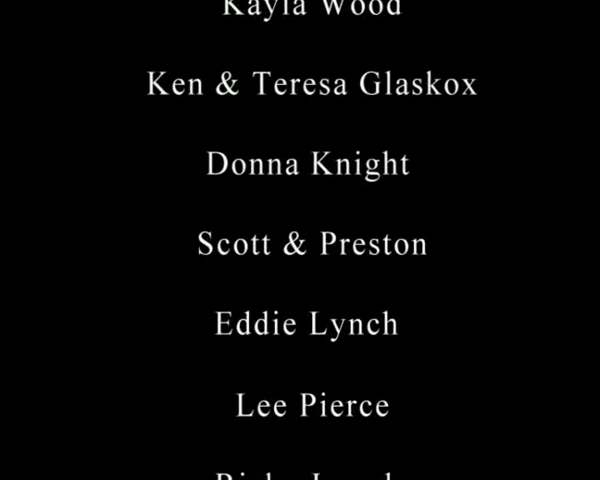 Kayla Wood
Ken & Teresa Glaskox
Donna Knight
Scott & Preston
Eddie Lynch
Lee Pierce